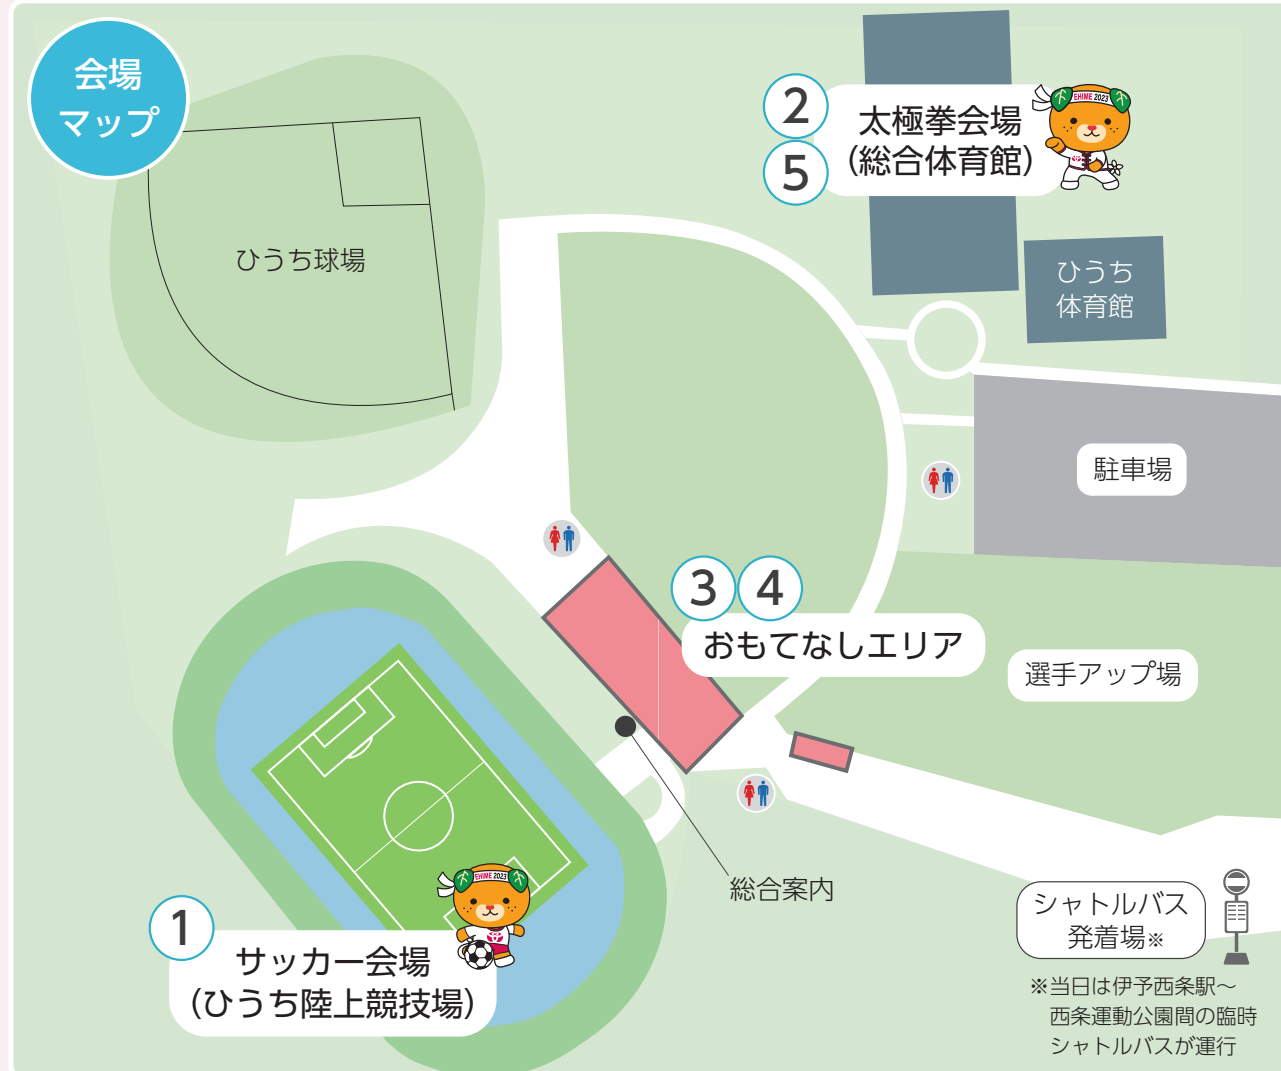 会場
マップ
2
5
太極拳会場
(総合体育館)
EHIME 2023
ひうち球場
ひうち
体育館
駐車場
3
4
おもてなしエリア
選手アップ場
総合案内
1
EHIME 2023
サッカー会場
(ひうち陸上競技場)
シャトルバス
発着場※
※当日は伊予西条駅～
西条運動公園間の臨時
シャトルバスが運行